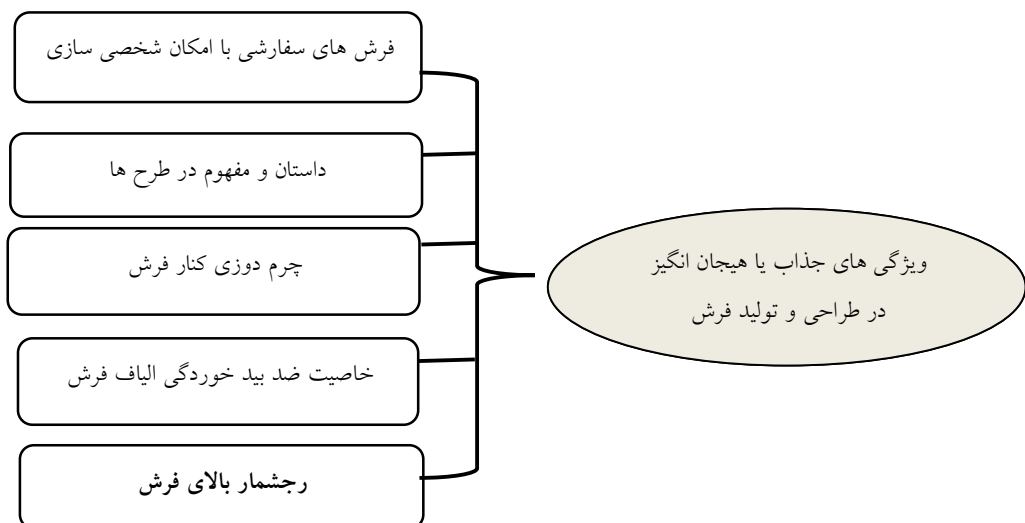 فرش های سفارشی با امکان شخصی سازی
داستان و مفهوم در طرح ها
چرم دوزی کنار فرش
خاصیت ضد بید خوردگی الیاف فرش
رجشمار بالای فرش
ویژگی های جذاب یا هیجان انگیز
در طراحی و تولید فرش